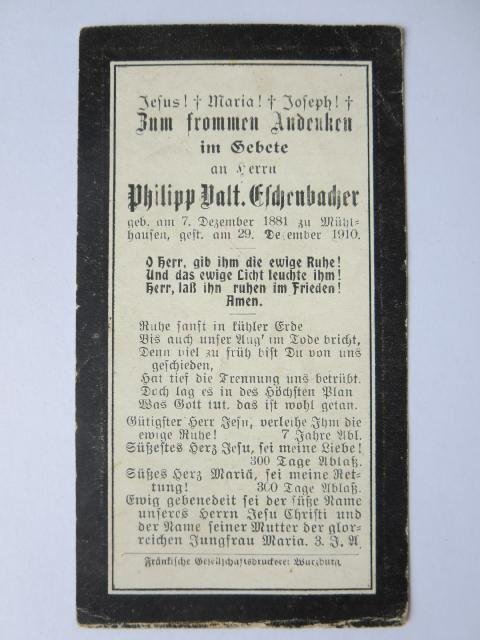 Jesus! † Maria! † Joseph! †
Zum frommen Andenken
im Gebete
an Herrn
Philipp Valt. Eschenbacher
geb. am 7. Dezember 1881 zu Mühl-
hausen, gest. am 29. De ember 1910.
O Herr, gib ihm die ewige Ruhe!
Und das ewige Licht leuchte ihm!
Herr, laß ihn ruhen im Frieden!
Amen.
Ruhe sanft in kühler Erde
Bis auch unser Aug' im Tode bricht,
Denn viel zu früh bist Du von uns
geschieden,
Hat tief die Trennung uns betrübt.
Doch lag es in des Höchsten Plan
Was Gott tut, das ist wohl getan.
Gütigster Herr Jesu, verleihe Ihm die
ewige Ruhe! 7 Jahre Abl.
Süßestes Herz Jesu, sei meine Liebe!
300 Tage Ablaß.
Süßes Herz Mariä, sei meine Ret-
tung! 300 Tage Ablaß.
Ewig gebenedeit sei der süße Name
unseres Herrn Jesu Christi und
der Name seiner Mutter der glor-
reichen Jungfrau Maria. 3. J. A
Fränkische Gesellschaftsdruckerei Würzburg